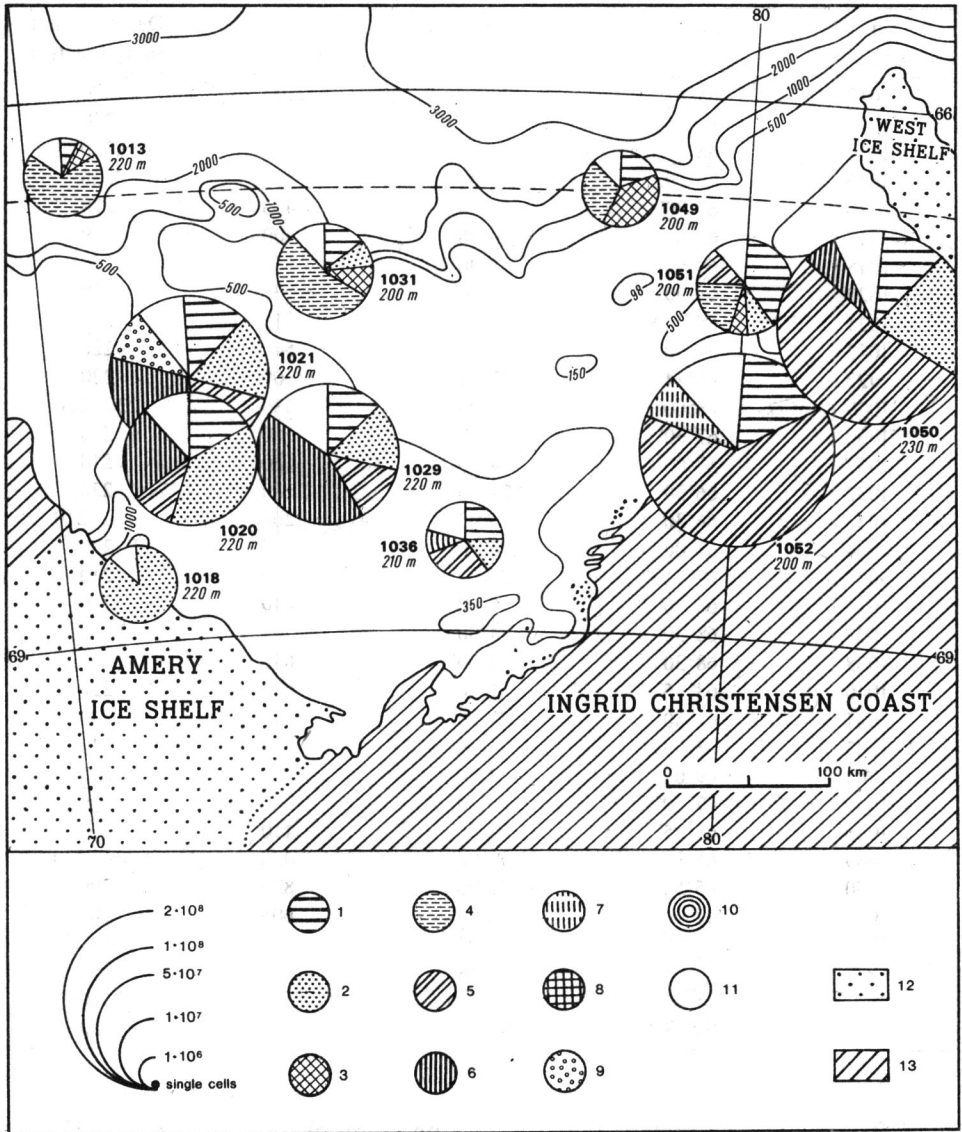 80
3000
2000
1000
500
3000
66
WEST
ICE SHELF
1013
220 m
2000
500
1000
1049
200 m
1031
200 m
1051
200 m
98
500
500
500
1021
220 m
150
1050
230 m
1029
220 m
1020
220 m
1000
1036
210 m
1052
200 m
1018
220 m
350
69
69
AMERY
ICE SHELF
INGRID CHRISTENSEN COAST
0
100 km
70
80
2·10⁸
1·10⁸
5·10⁷
1·10⁷
1·10⁶
single cells
1
4
7
10
2
5
8
11
12
3
6
9
13